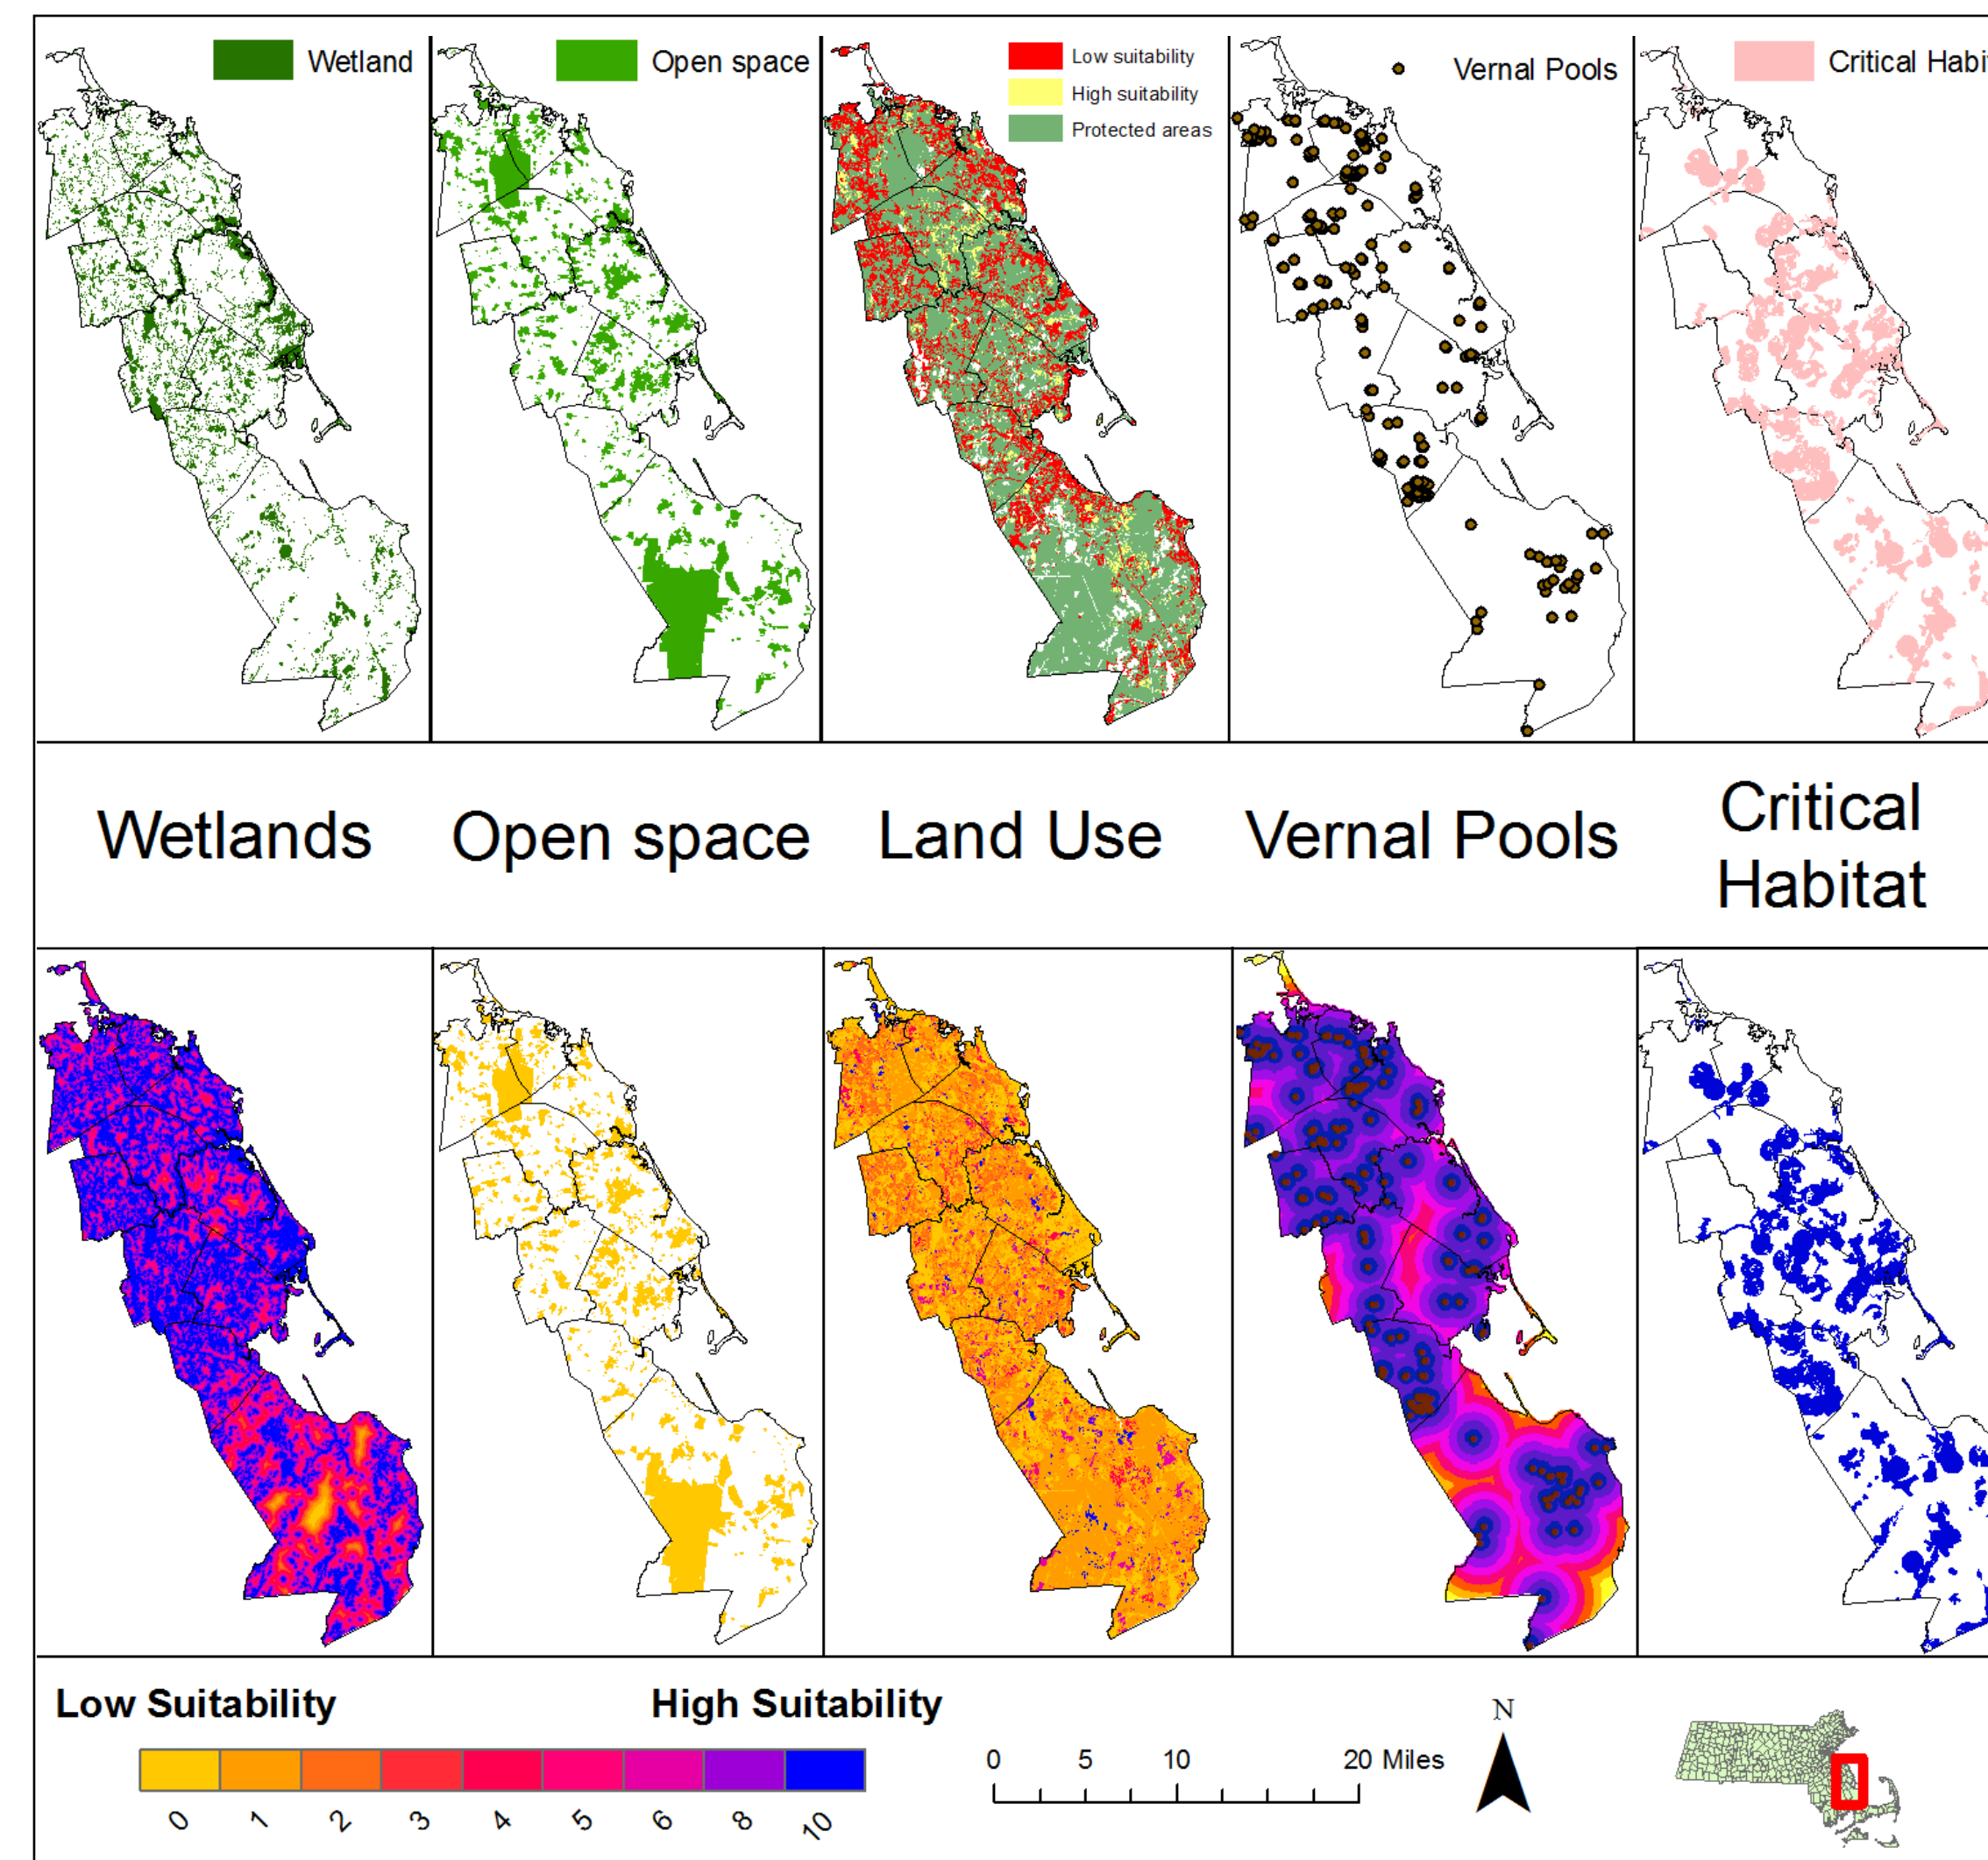 Wetland
Open space
Low suitability
High suitability
Protected areas
Vernal Pools
Critical Habi
Wetlands
Open space
Land Use
Vernal Pools
Critical
Habitat
Low Suitability
High Suitability
0 1 2 3 4 5 6 8 10
0 5 10 20 Miles
N